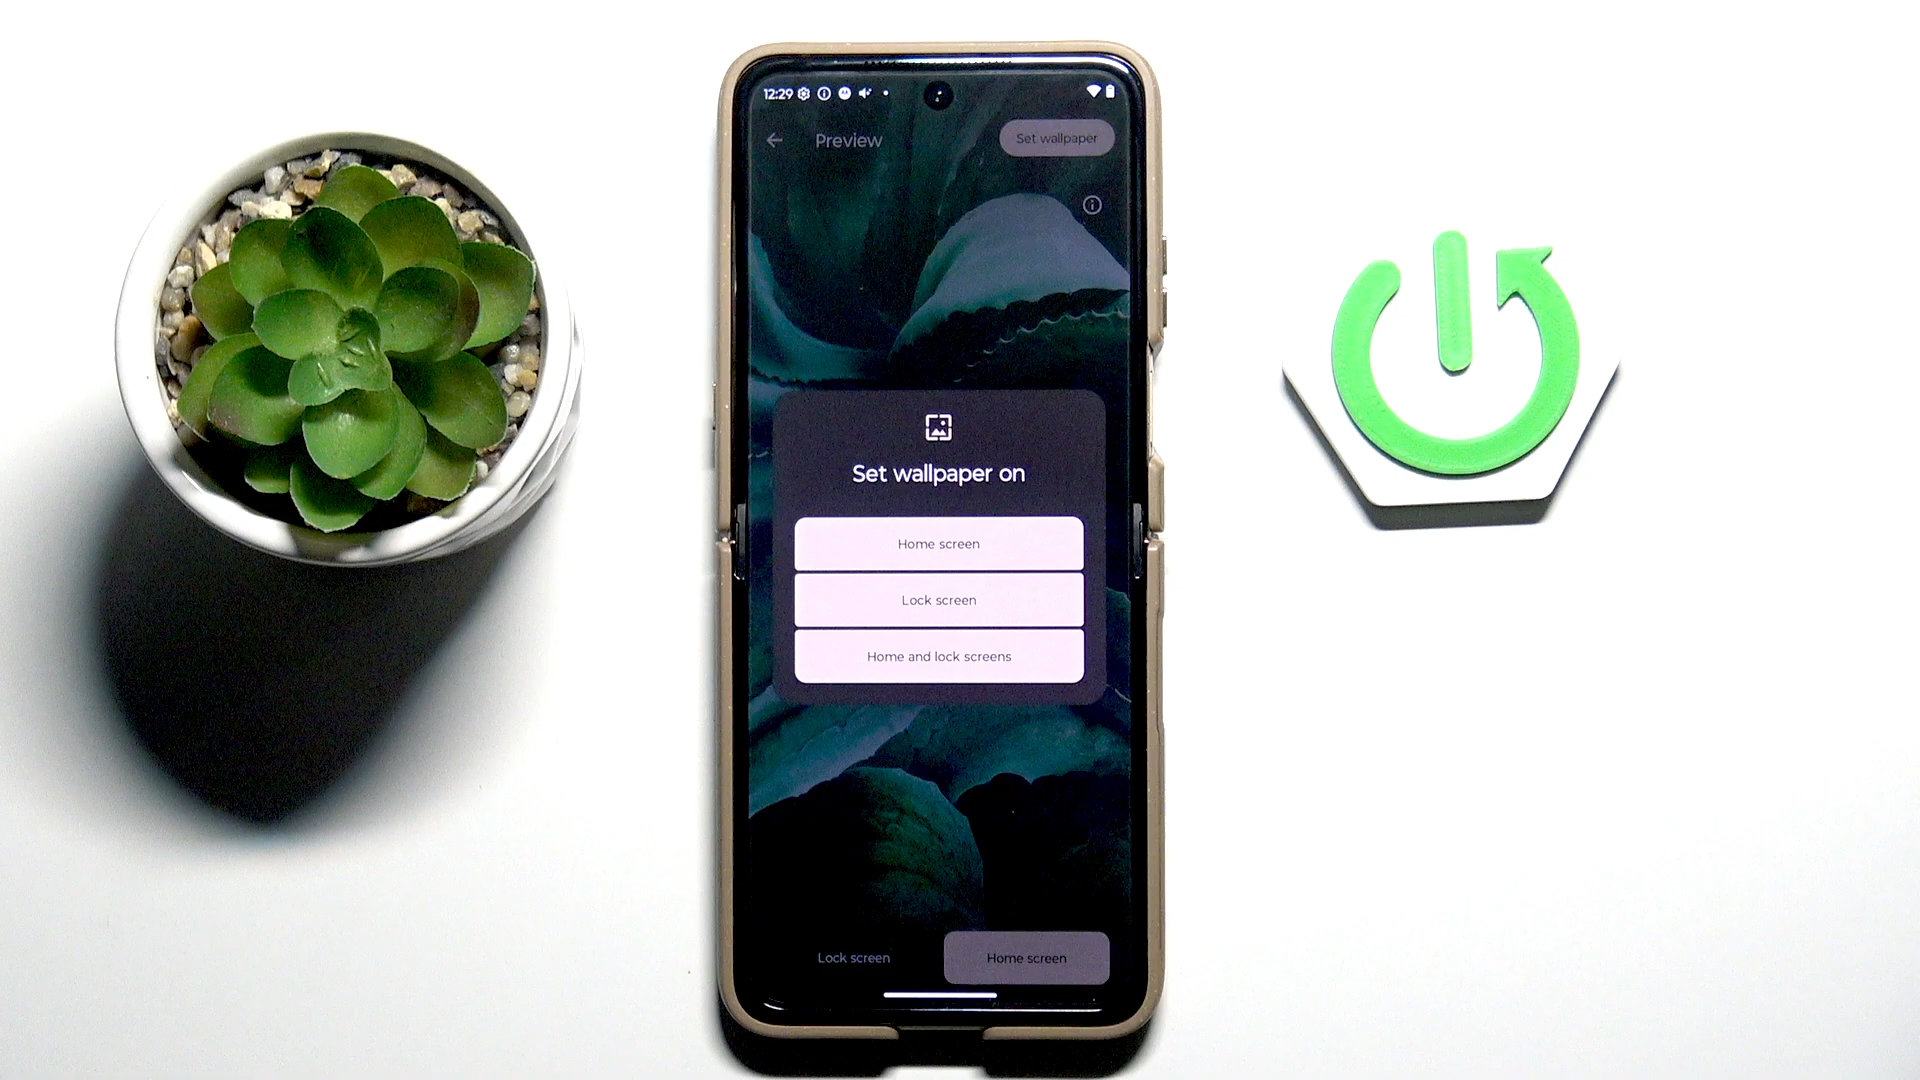 12:29
Preview
Set wallpaper
Set wallpaper on
Home screen
Lock screen
Home and lock screens
Lock screen
Home screen